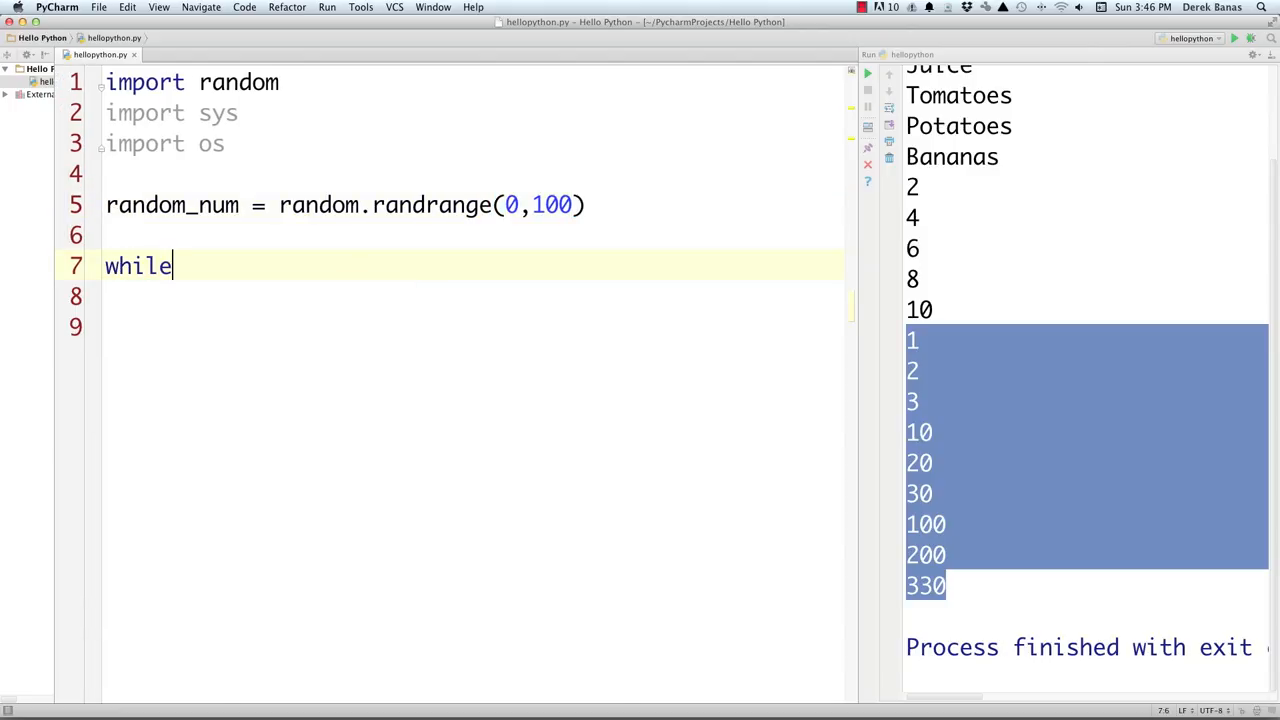 PyCharm File Edit View Navigate Code Refactor Run Tools VCS Window Help 10 Sun 3:46 PM Derek Banas
hellopython.py – Hello Python – [~/PycharmProjects/Hello Python]
Hello Python hellopython.py hellopython
hellopython.py Run hellopython
Hello F
hell
Externa
1 import random
2 import sys
3 import os
4
5 random_num = random.randrange(0,100)
6
7 while
8
9
Juice
Tomatoes
Potatoes
Bananas
2
4
6
8
10
1
2
3
10
20
30
100
200
330
Process finished with exit
7:6 LF UTF-8